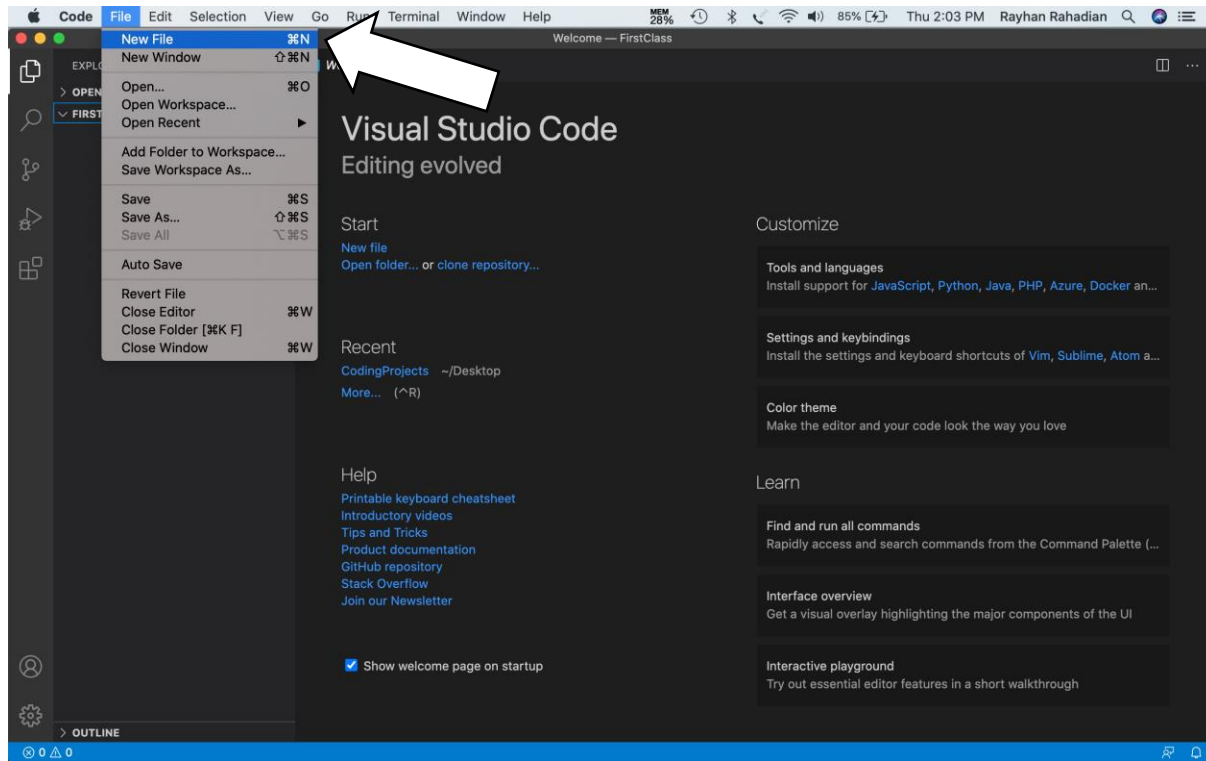 Code File Edit Selection View Go Run Terminal Window Help MEM 28% 85% Thu 2:03 PM Rayhan Rahadian
Welcome — FirstClass
New File ⌘N
New Window ⇧⌘N
Open... ⌘O
Open Workspace...
Open Recent ▶
Add Folder to Workspace...
Save Workspace As...
Save ⌘S
Save As... ⇧⌘S
Save All ⌥⌘S
Auto Save
Revert File
Close Editor ⌘W
Close Folder [⌘K F]
Close Window ⌘W
EXPLO
> OPEN
FIRST
W
Visual Studio Code
Editing evolved
Start
New file
Open folder... or clone repository...
Recent
CodingProjects ~/Desktop
More... (^R)
Help
Printable keyboard cheatsheet
Introductory videos
Tips and Tricks
Product documentation
GitHub repository
Stack Overflow
Join our Newsletter
Show welcome page on startup
Customize
Tools and languages
Install support for JavaScript, Python, Java, PHP, Azure, Docker an...
Settings and keybindings
Install the settings and keyboard shortcuts of Vim, Sublime, Atom a...
Color theme
Make the editor and your code look the way you love
Learn
Find and run all commands
Rapidly access and search commands from the Command Palette (...
Interface overview
Get a visual overlay highlighting the major components of the UI
Interactive playground
Try out essential editor features in a short walkthrough
> OUTLINE
0 0